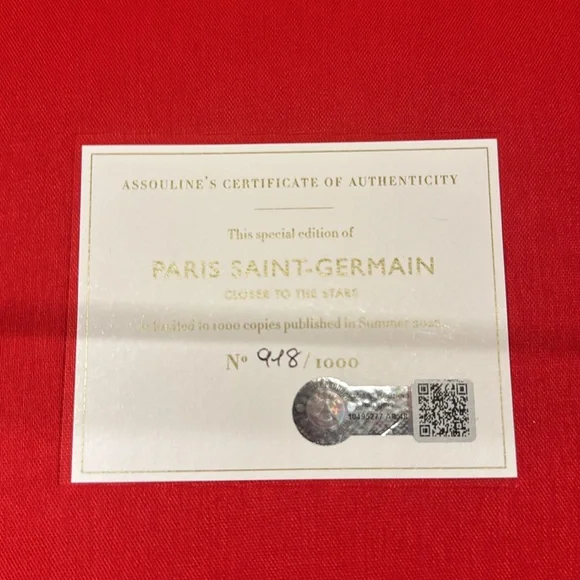 ASSOULINE'S CERTIFICATE OF AUTHENTICITY
This special edition of
PARIS SAINT-GERMAIN
CLOSER TO THE STARS
is limited to 1000 copies published in Summer
Nº 918/1000